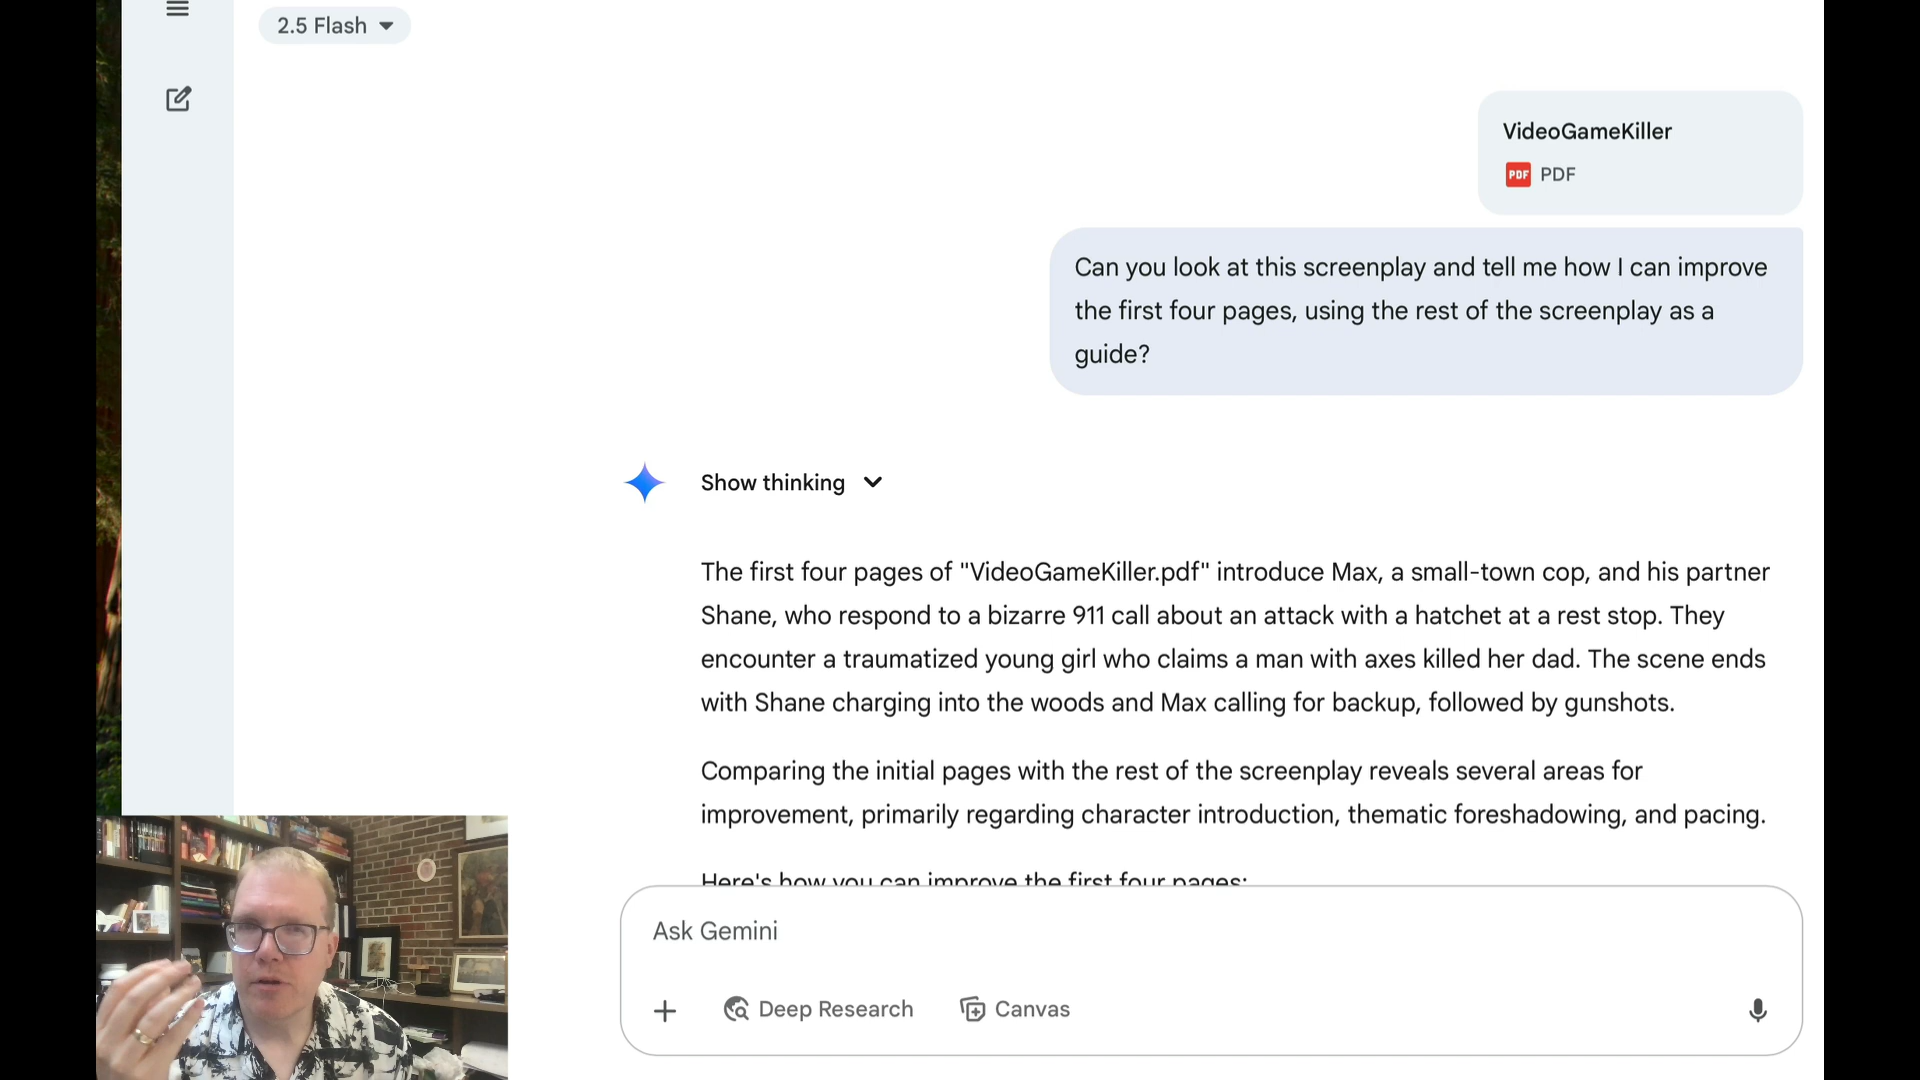 2.5 Flash
VideoGameKiller
PDF PDF
Can you look at this screenplay and tell me how I can improve
the first four pages, using the rest of the screenplay as a
guide?
Show thinking
The first four pages of "VideoGameKiller.pdf" introduce Max, a small-town cop, and his partner
Shane, who respond to a bizarre 911 call about an attack with a hatchet at a rest stop. They
encounter a traumatized young girl who claims a man with axes killed her dad. The scene ends
with Shane charging into the woods and Max calling for backup, followed by gunshots.
Comparing the initial pages with the rest of the screenplay reveals several areas for
improvement, primarily regarding character introduction, thematic foreshadowing, and pacing.
Here's how you can improve the first four pages:
Ask Gemini
Deep Research
Canvas